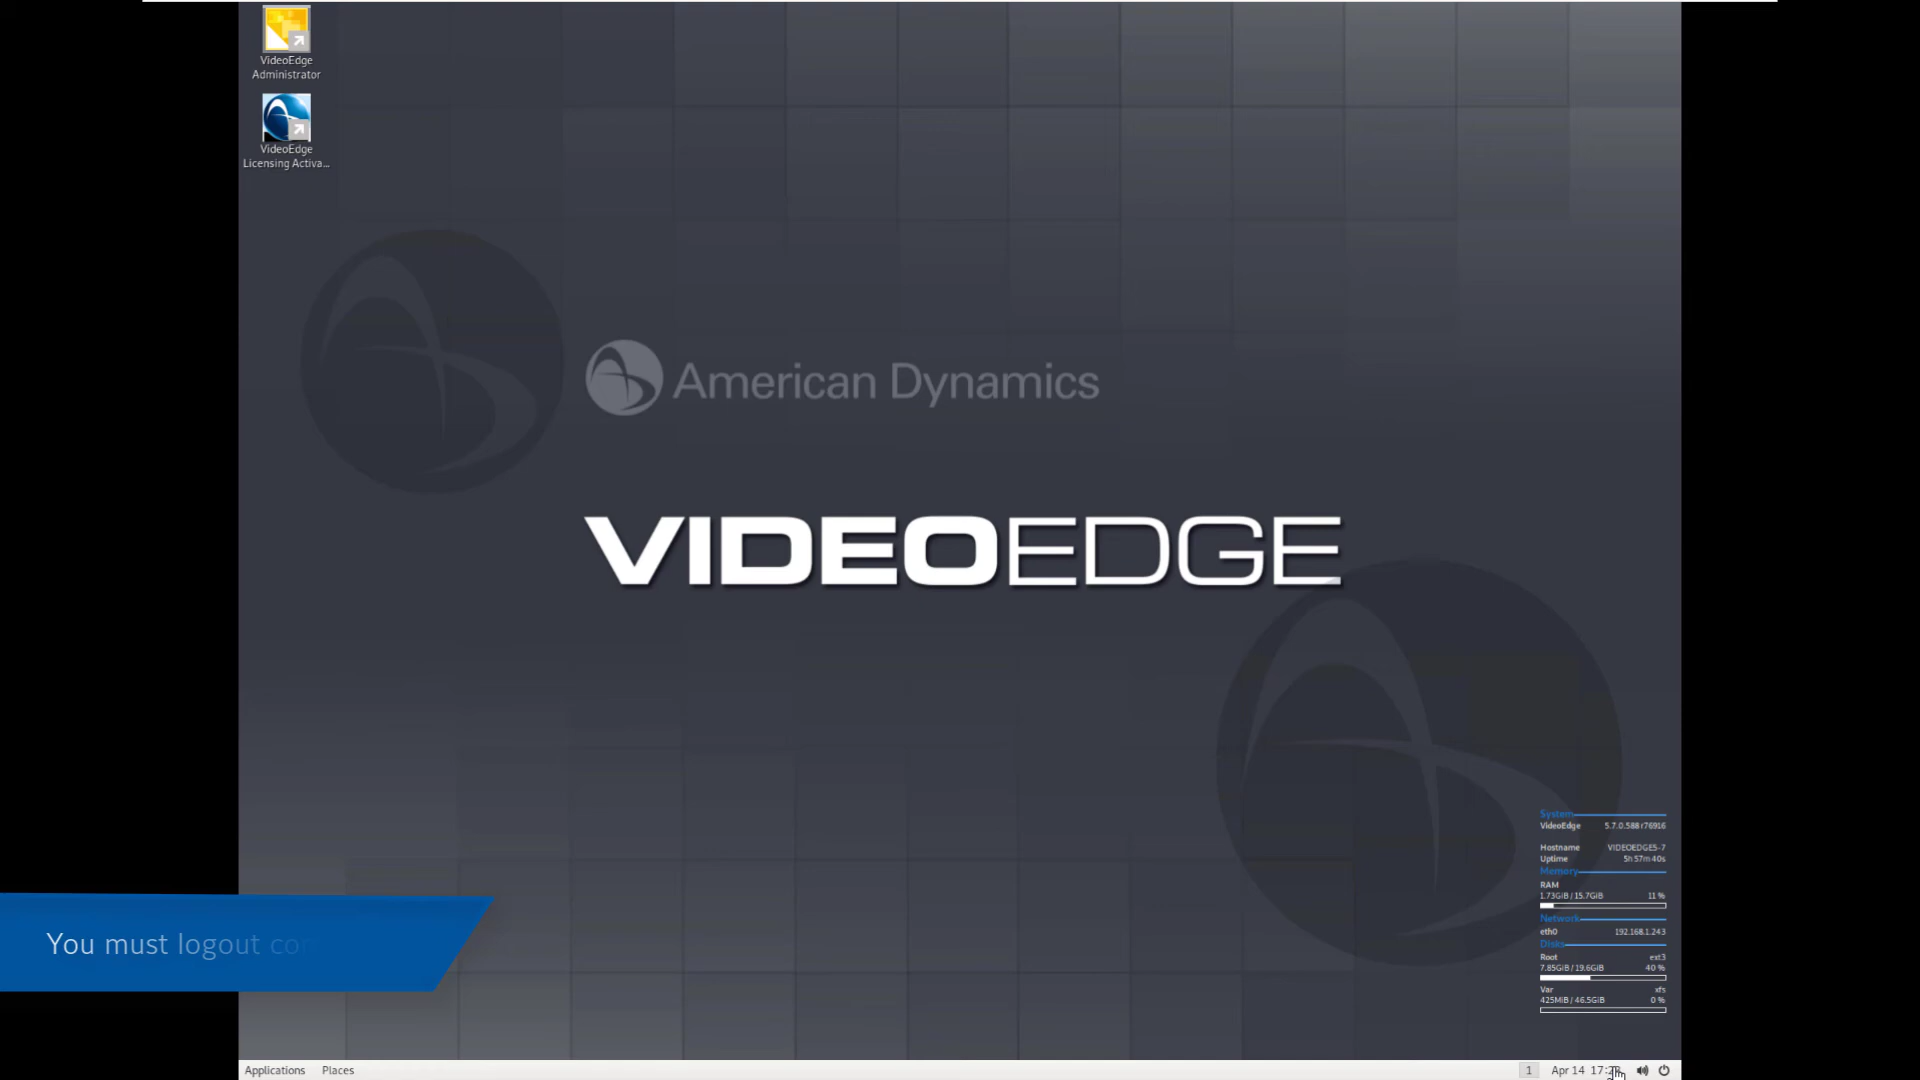 VideoEdge
Administrator
VideoEdge
Licensing Activa...
American Dynamics
VIDEOEDGE
System
VideoEdge 5.7.0.588 r76916
Hostname VIDEOEDGE5-7
Uptime 5h 57m 40s
Memory
RAM
1.73GiB / 15.7GiB 11 %
Network
eth0 192.168.1.243
Disks
Root ext3
7.85GiB / 19.6GiB 40 %
Var xfs
425MiB / 46.5GiB 0 %
You must logout co
Applications Places 1 Apr 14